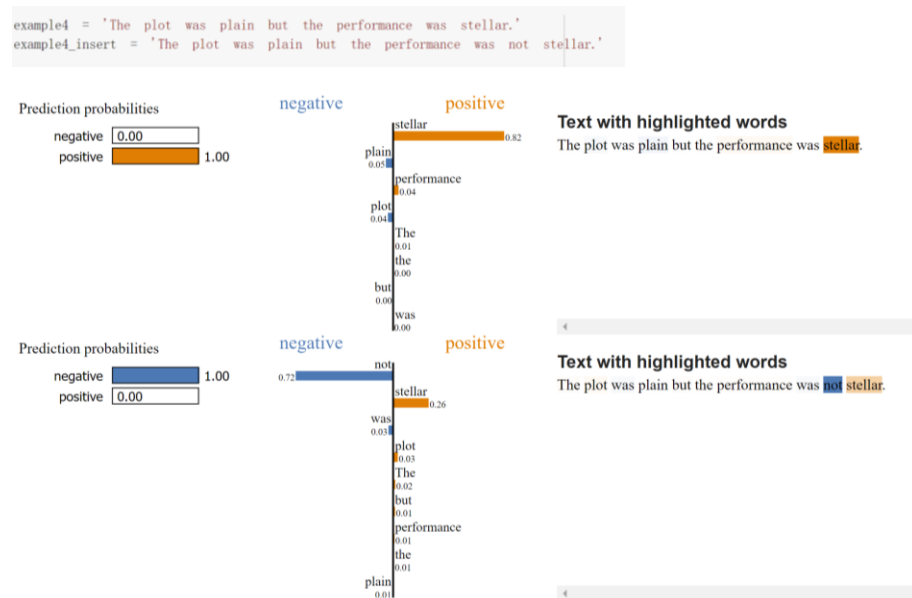 example4 = 'The plot was plain but the performance was stellar.'
example4_insert = 'The plot was plain but the performance was not stellar.'
Prediction probabilities
negative 0.00
positive 1.00
negative positive
stellar
0.82
plain
0.05
performance
0.04
plot
0.04
The
0.01
the
0.00
but
0.00
was
0.00
Text with highlighted words
The plot was plain but the performance was stellar.
Prediction probabilities
negative 1.00
positive 0.00
negative positive
not
0.72
stellar
0.26
was
0.03
plot
0.03
The
0.02
but
0.01
performance
0.01
the
0.01
plain
0.01
Text with highlighted words
The plot was plain but the performance was not stellar.